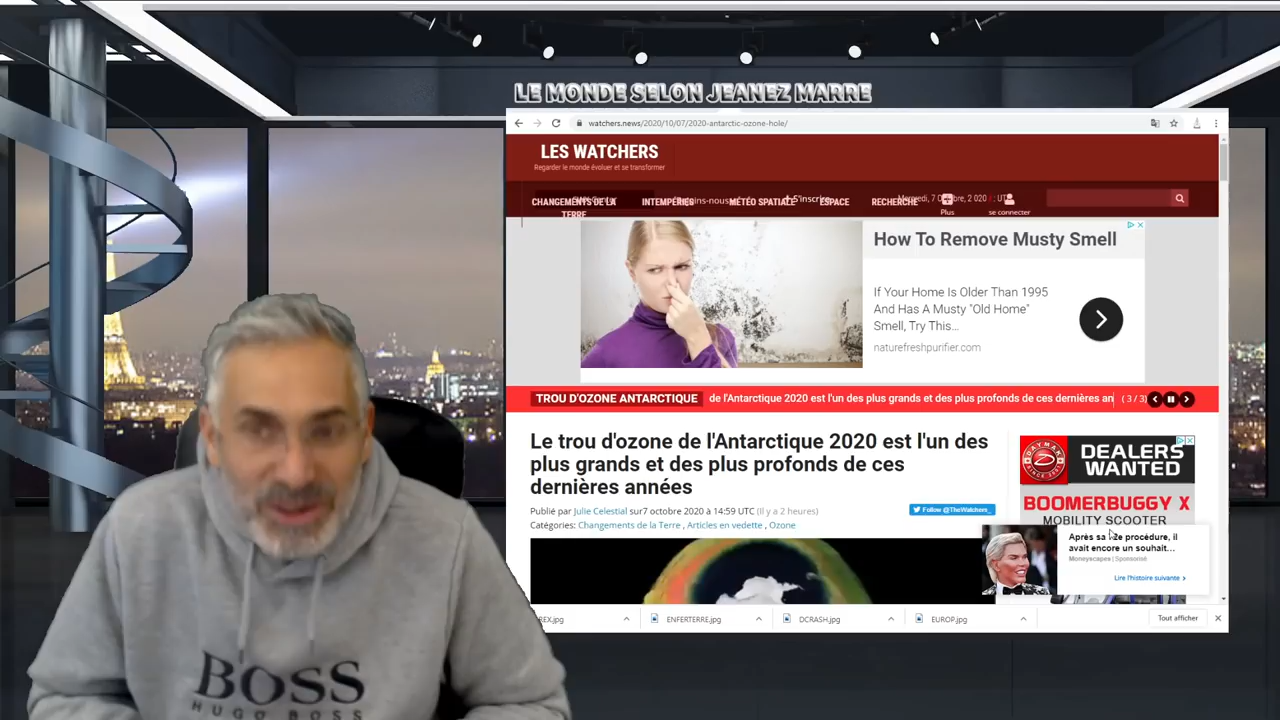 LE MONDE SELON JEANEZ MARRE
watchers.news/2020/10/07/2020-antarctic-ozone-hole/
LES WATCHERS
Regarder le monde évoluer et se transformer
CHANGEMENTS DE LA TERRE
INTEMPÉRIES
MÉTÉO SPATIALE
S'inscrire
ESPACE
RECHERCHE
Plus
se connecter
How To Remove Musty Smell
If Your Home Is Older Than 1995
And Has A Musty "Old Home"
Smell, Try This...
naturefreshpurifier.com
TROU D'OZONE ANTARCTIQUE de l'Antarctique 2020 est l'un des plus grands et des plus profonds de ces dernières an ( 3 / 3)
Le trou d'ozone de l'Antarctique 2020 est l'un des
plus grands et des plus profonds de ces
dernières années
Publié par Julie Celestial sur7 octobre 2020 à 14:59 UTC (Il y a 2 heures)
Catégories: Changements de la Terre , Articles en vedette , Ozone
Follow @TheWatchers_
DAYMAK
DEALERS
WANTED
BOOMERBUGGY X
MOBILITY SCOOTER
Après sa procédure, il
avait encore un souhait...
Moneyscapes | Sponsorisé
Lire l'histoire suivante
REX.jpg
ENFERTERRE.jpg
DCRASH.jpg
EUROP.jpg
Tout afficher
BOSS
HUGO BOSS